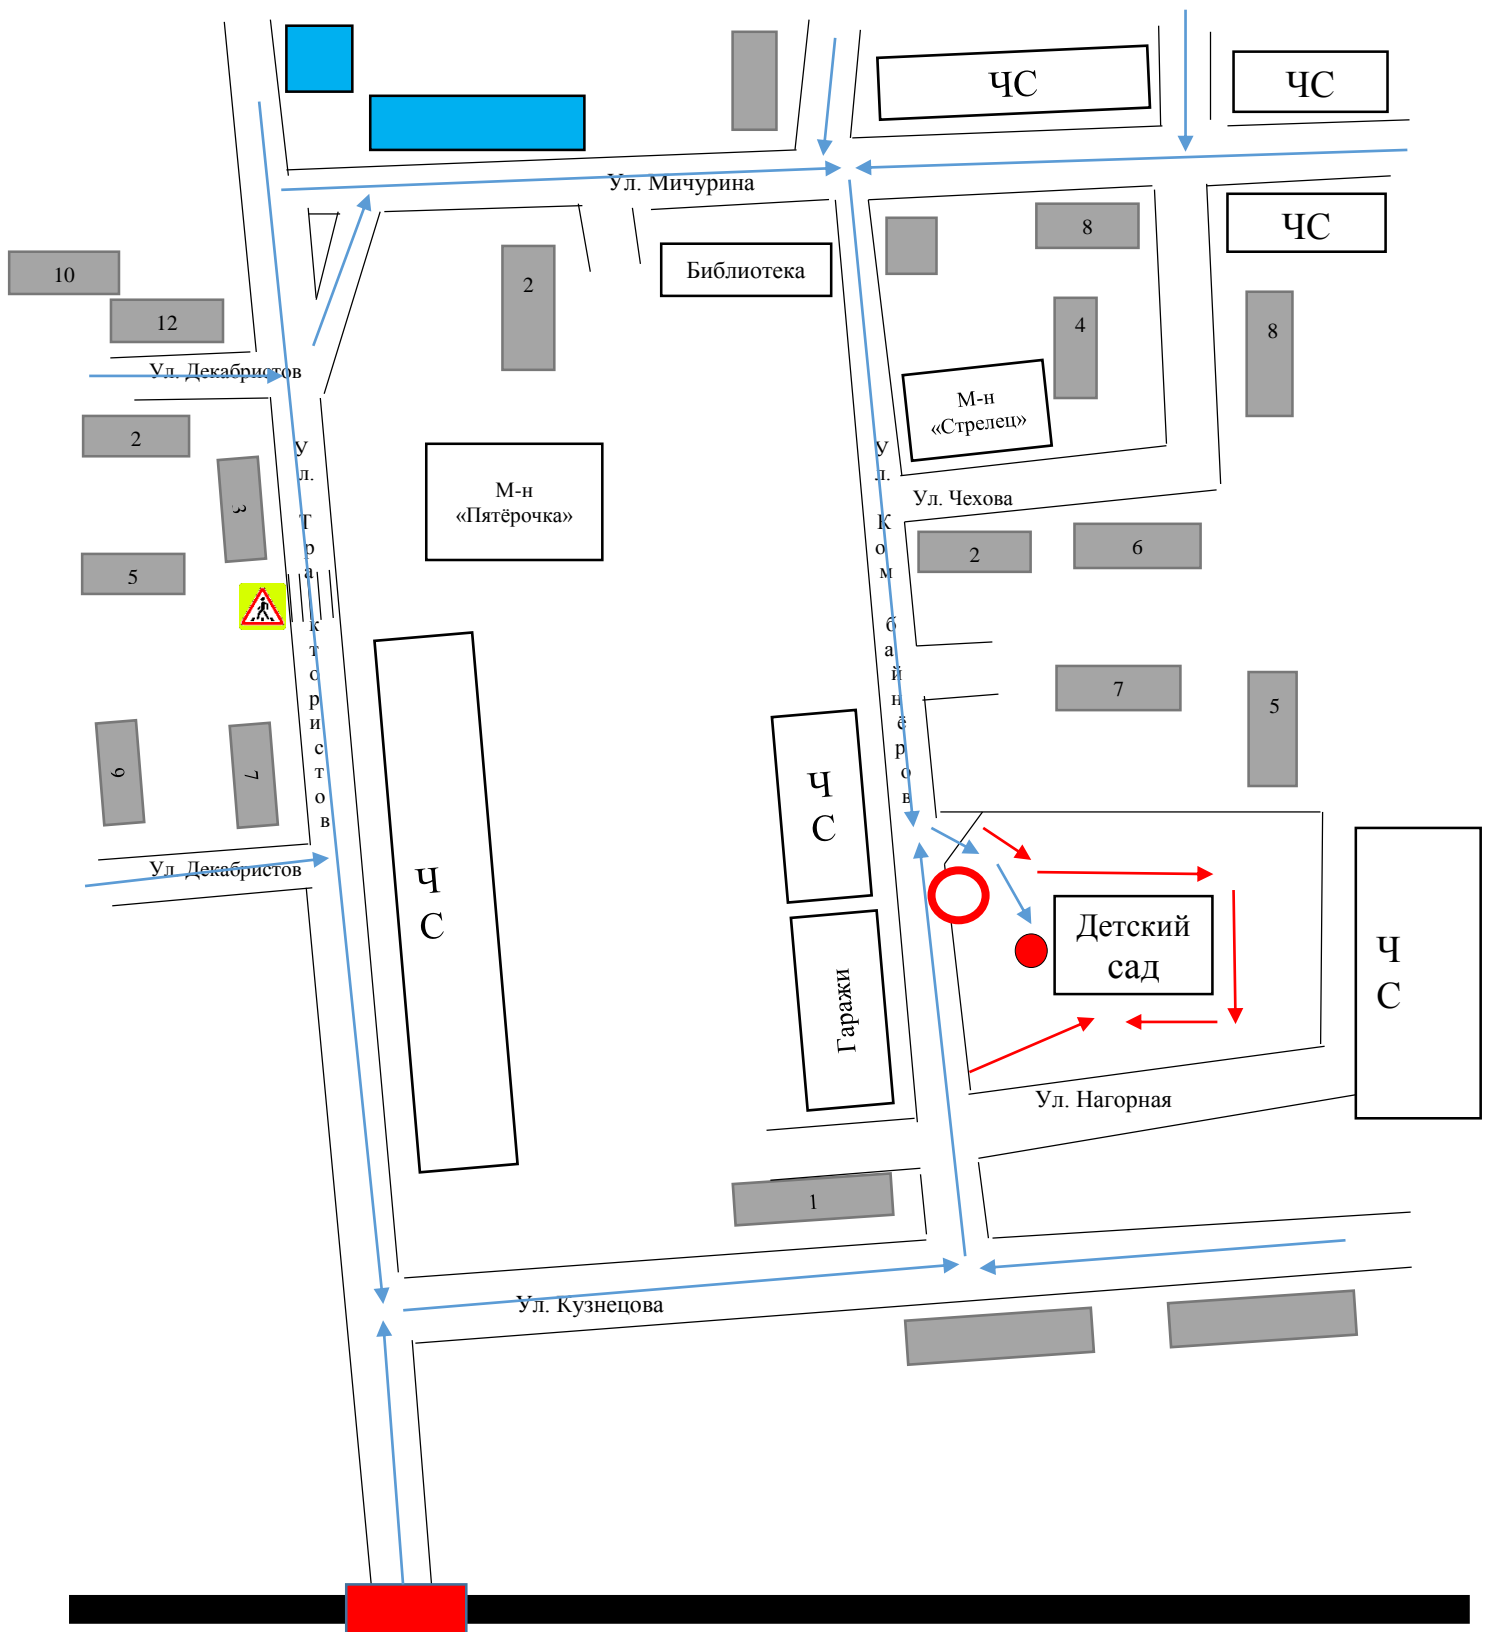 ЧС
ЧС
Ул. Мичурина
ЧС
8
10
Библиотека
2
12
4
8
Ул. Декабристов
М-н
«Стрелец»
2
Ул. Трактористов
Ул. Комбайнёров
3
М-н
«Пятёрочка»
Ул. Чехова
2
6
5
7
5
9
7
Ч
С
Ул. Декабристов
Ч
С
Детский
сад
Ч
С
Гаражи
Ул. Нагорная
1
Ул. Кузнецова